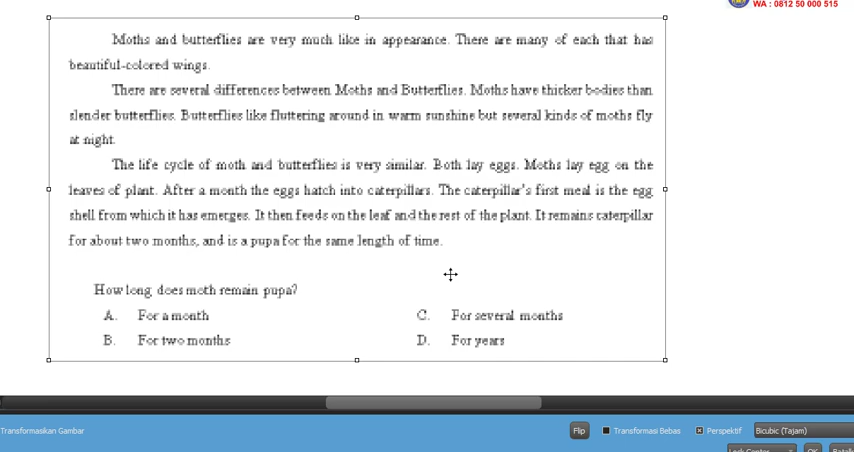 WA : 0812 50 000 515
Moths and butterflies are very much like in appearance. There are many of each that has
beautiful-colored wings.
There are several differences between Moths and Butterflies. Moths have thicker bodies than
slender butterflies. Butterflies like fluttering around in warm sunshine but several kinds of moths fly
at night.
The life cycle of moth and butterflies is very similar. Both lay eggs. Moths lay egg on the
leaves of plant. After a month the eggs hatch into caterpillars. The caterpillar's first meal is the egg
shell from which it has emerges. It then feeds on the leaf and the rest of the plant. It remains caterpillar
for about two months, and is a pupa for the same length of time.
How long does moth remain pupa?
A. For a month C. For several months
B. For two months D. For years
Transformasikan Gambar Flip Transformasi Bebas Perspektif Bicubic (Tajam)
OK